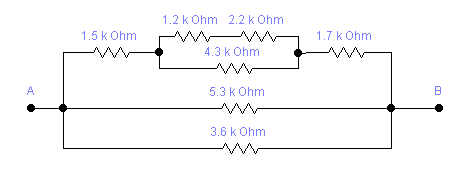 1.2 k Ohm 2.2 k Ohm
1.5 k Ohm 1.7 k Ohm
4.3 k Ohm
A B
5.3 k Ohm
3.6 k Ohm